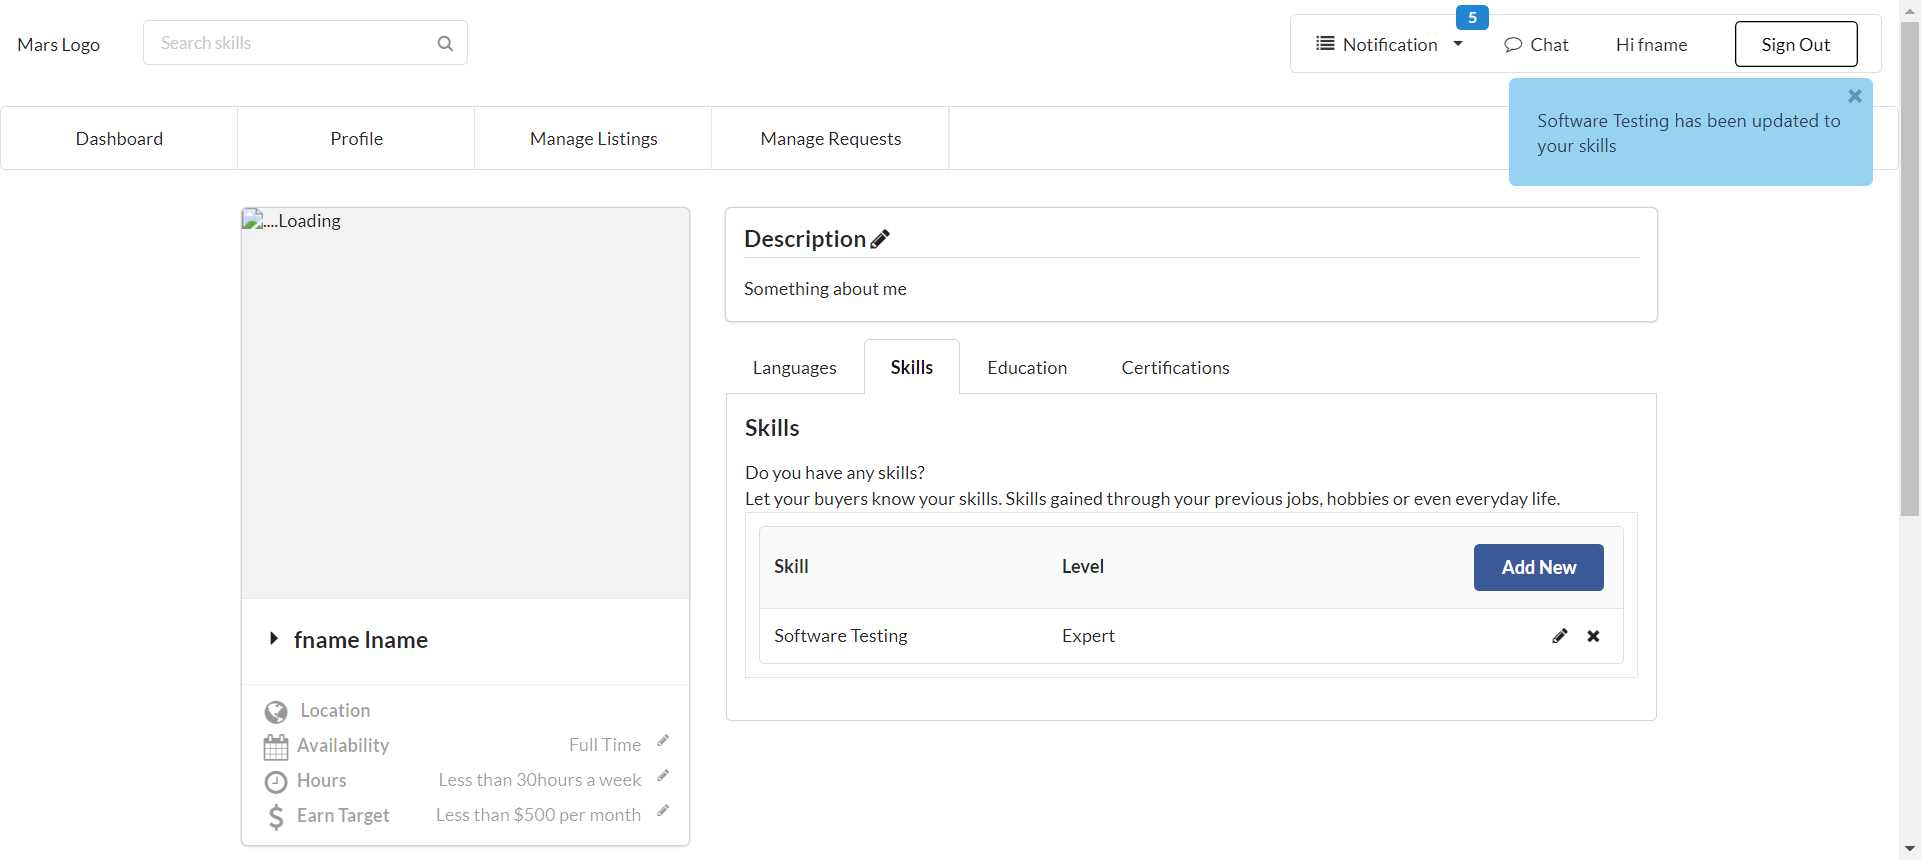 Mars Logo
Search skills
5
Notification
Chat
Hi fname
Sign Out
Software Testing has been updated to
your skills
Dashboard
Profile
Manage Listings
Manage Requests
....Loading
fname lname
Location
Availability
Full Time
Hours
Less than 30hours a week
Earn Target
Less than $500 per month
Description
Something about me
Languages
Skills
Education
Certifications
Skills
Do you have any skills?
Let your buyers know your skills. Skills gained through your previous jobs, hobbies or even everyday life.
Skill
Level
Add New
Software Testing
Expert